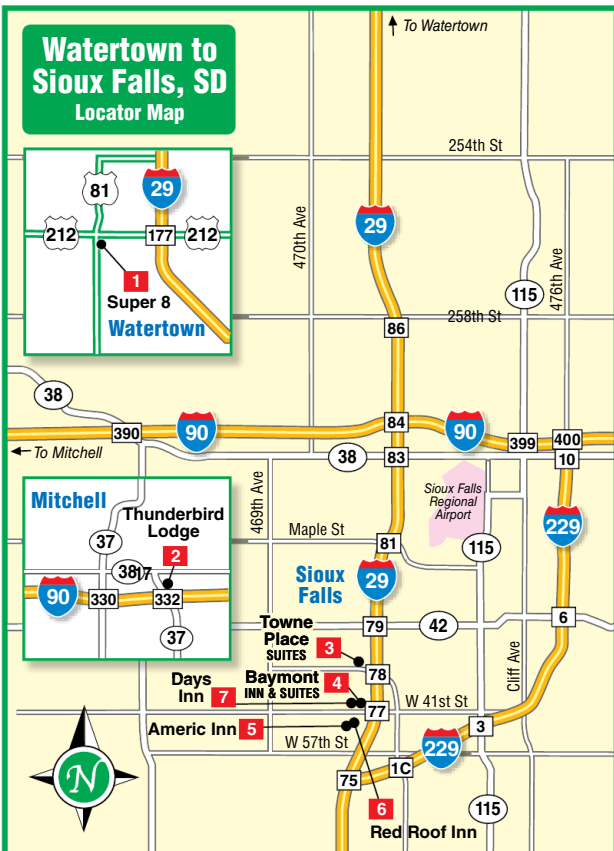 Watertown to
Sioux Falls, SD
Locator Map
To Watertown
254th St
470th Ave
29
476th Ave
115
258th St
86
81
29
212
177
212
1
Super 8
Watertown
38
390
90
84
90
399
400
To Mitchell
38
83
10
Sioux Falls
Regional
Airport
469th Ave
Maple St
81
115
229
Mitchell
Thunderbird
Lodge
37
2
3817
90
330
332
37
Sioux
Falls
29
79
42
6
Towne
Place
SUITES
3
78
Cliff Ave
Days
Inn
7
Baymont
INN & SUITES
4
77
W 41st St
3
Americ Inn
5
W 57th St
229
1C
75
6
Red Roof Inn
115
N